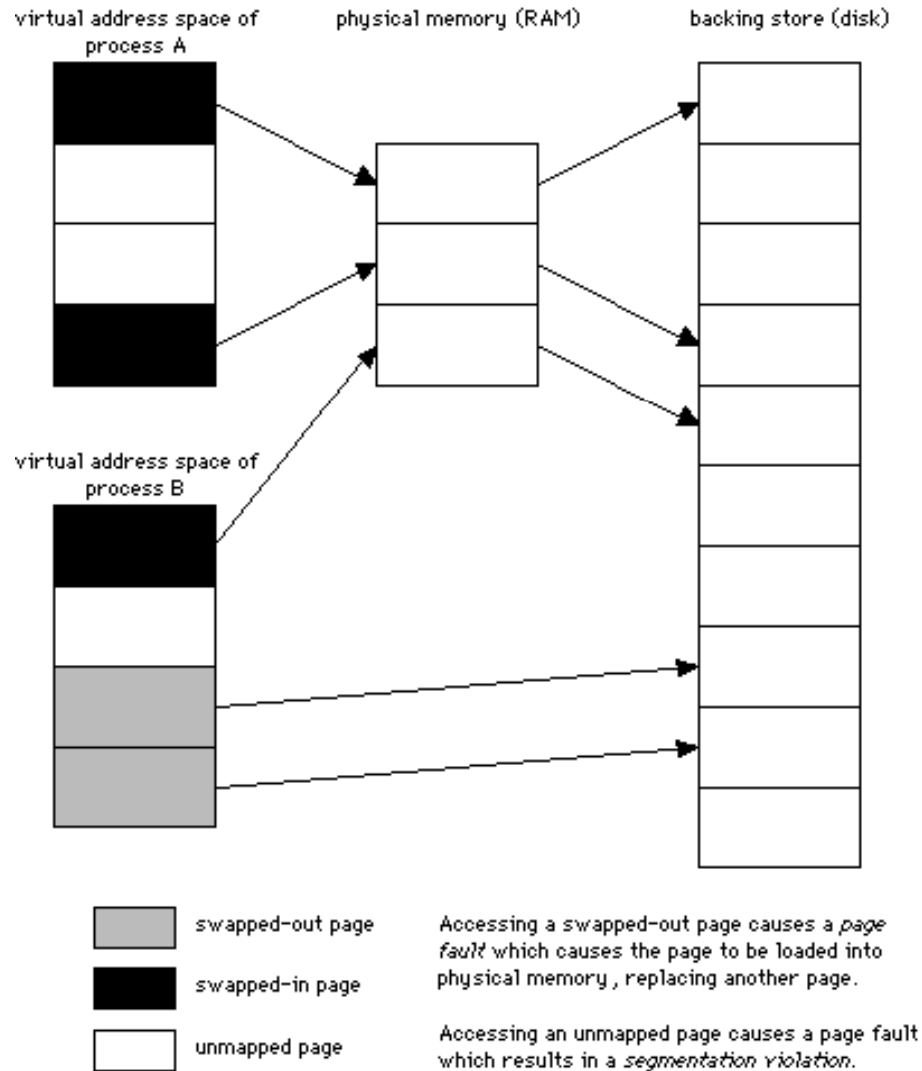 virtual address space of
process A
physical memory (RAM)
backing store (disk)
virtual address space of
process B
swapped-out page
swapped-in page
unmapped page
Accessing a swapped-out page causes a page
fault which causes the page to be loaded into
physical memory, replacing another page.
Accessing an unmapped page causes a page fault
which results in a segmentation violation.